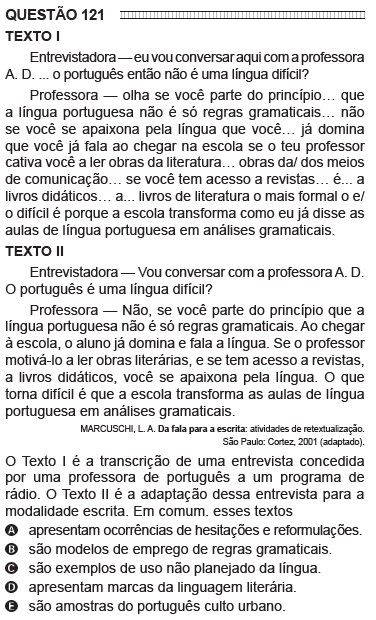 QUESTÃO 121
TEXTO I
Entrevistadora — eu vou conversar aqui com a professora
A. D. ... o português então não é uma língua difícil?
Professora — olha se você parte do princípio… que
a língua portuguesa não é só regras gramaticais… não
se você se apaixona pela língua que você… já domina
que você já fala ao chegar na escola se o teu professor
cativa você a ler obras da literatura… obras da/ dos meios
de comunicação… se você tem acesso a revistas… é... a
livros didáticos… a... livros de literatura o mais formal o e/
o difícil é porque a escola transforma como eu já disse as
aulas de língua portuguesa em análises gramaticais.
TEXTO II
Entrevistadora — Vou conversar com a professora A. D.
O português é uma língua difícil?
Professora — Não, se você parte do princípio que a
língua portuguesa não é só regras gramaticais. Ao chegar
à escola, o aluno já domina e fala a língua. Se o professor
motivá-lo a ler obras literárias, e se tem acesso a revistas,
a livros didáticos, você se apaixona pela língua. O que
torna difícil é que a escola transforma as aulas de língua
portuguesa em análises gramaticais.
MARCUSCHI, L. A. Da fala para a escrita: atividades de retextualização.
São Paulo: Cortez, 2001 (adaptado).
O Texto I é a transcrição de uma entrevista concedida
por uma professora de português a um programa de
rádio. O Texto II é a adaptação dessa entrevista para a
modalidade escrita. Em comum. esses textos
A apresentam ocorrências de hesitações e reformulações.
B são modelos de emprego de regras gramaticais.
C são exemplos de uso não planejado da língua.
D apresentam marcas da linguagem literária.
E são amostras do português culto urbano.